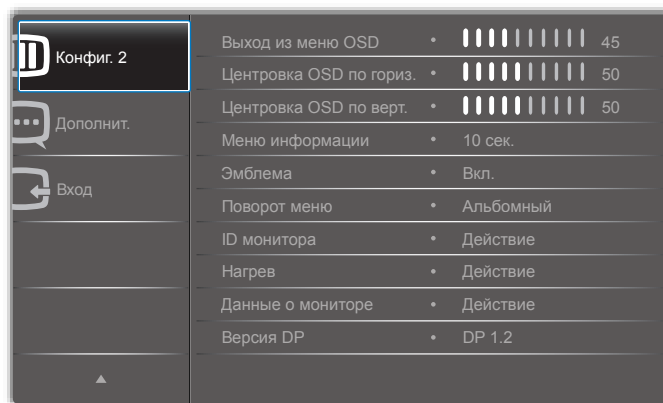 Конфиг. 2
Дополнит.
Вход
Выход из меню OSD • 45
Центровка OSD по гориз. • 50
Центровка OSD по верт. • 50
Меню информации • 10 сек.
Эмблема • Вкл.
Поворот меню • Альбомный
ID монитора • Действие
Нагрев • Действие
Данные о мониторе • Действие
Версия DP • DP 1.2